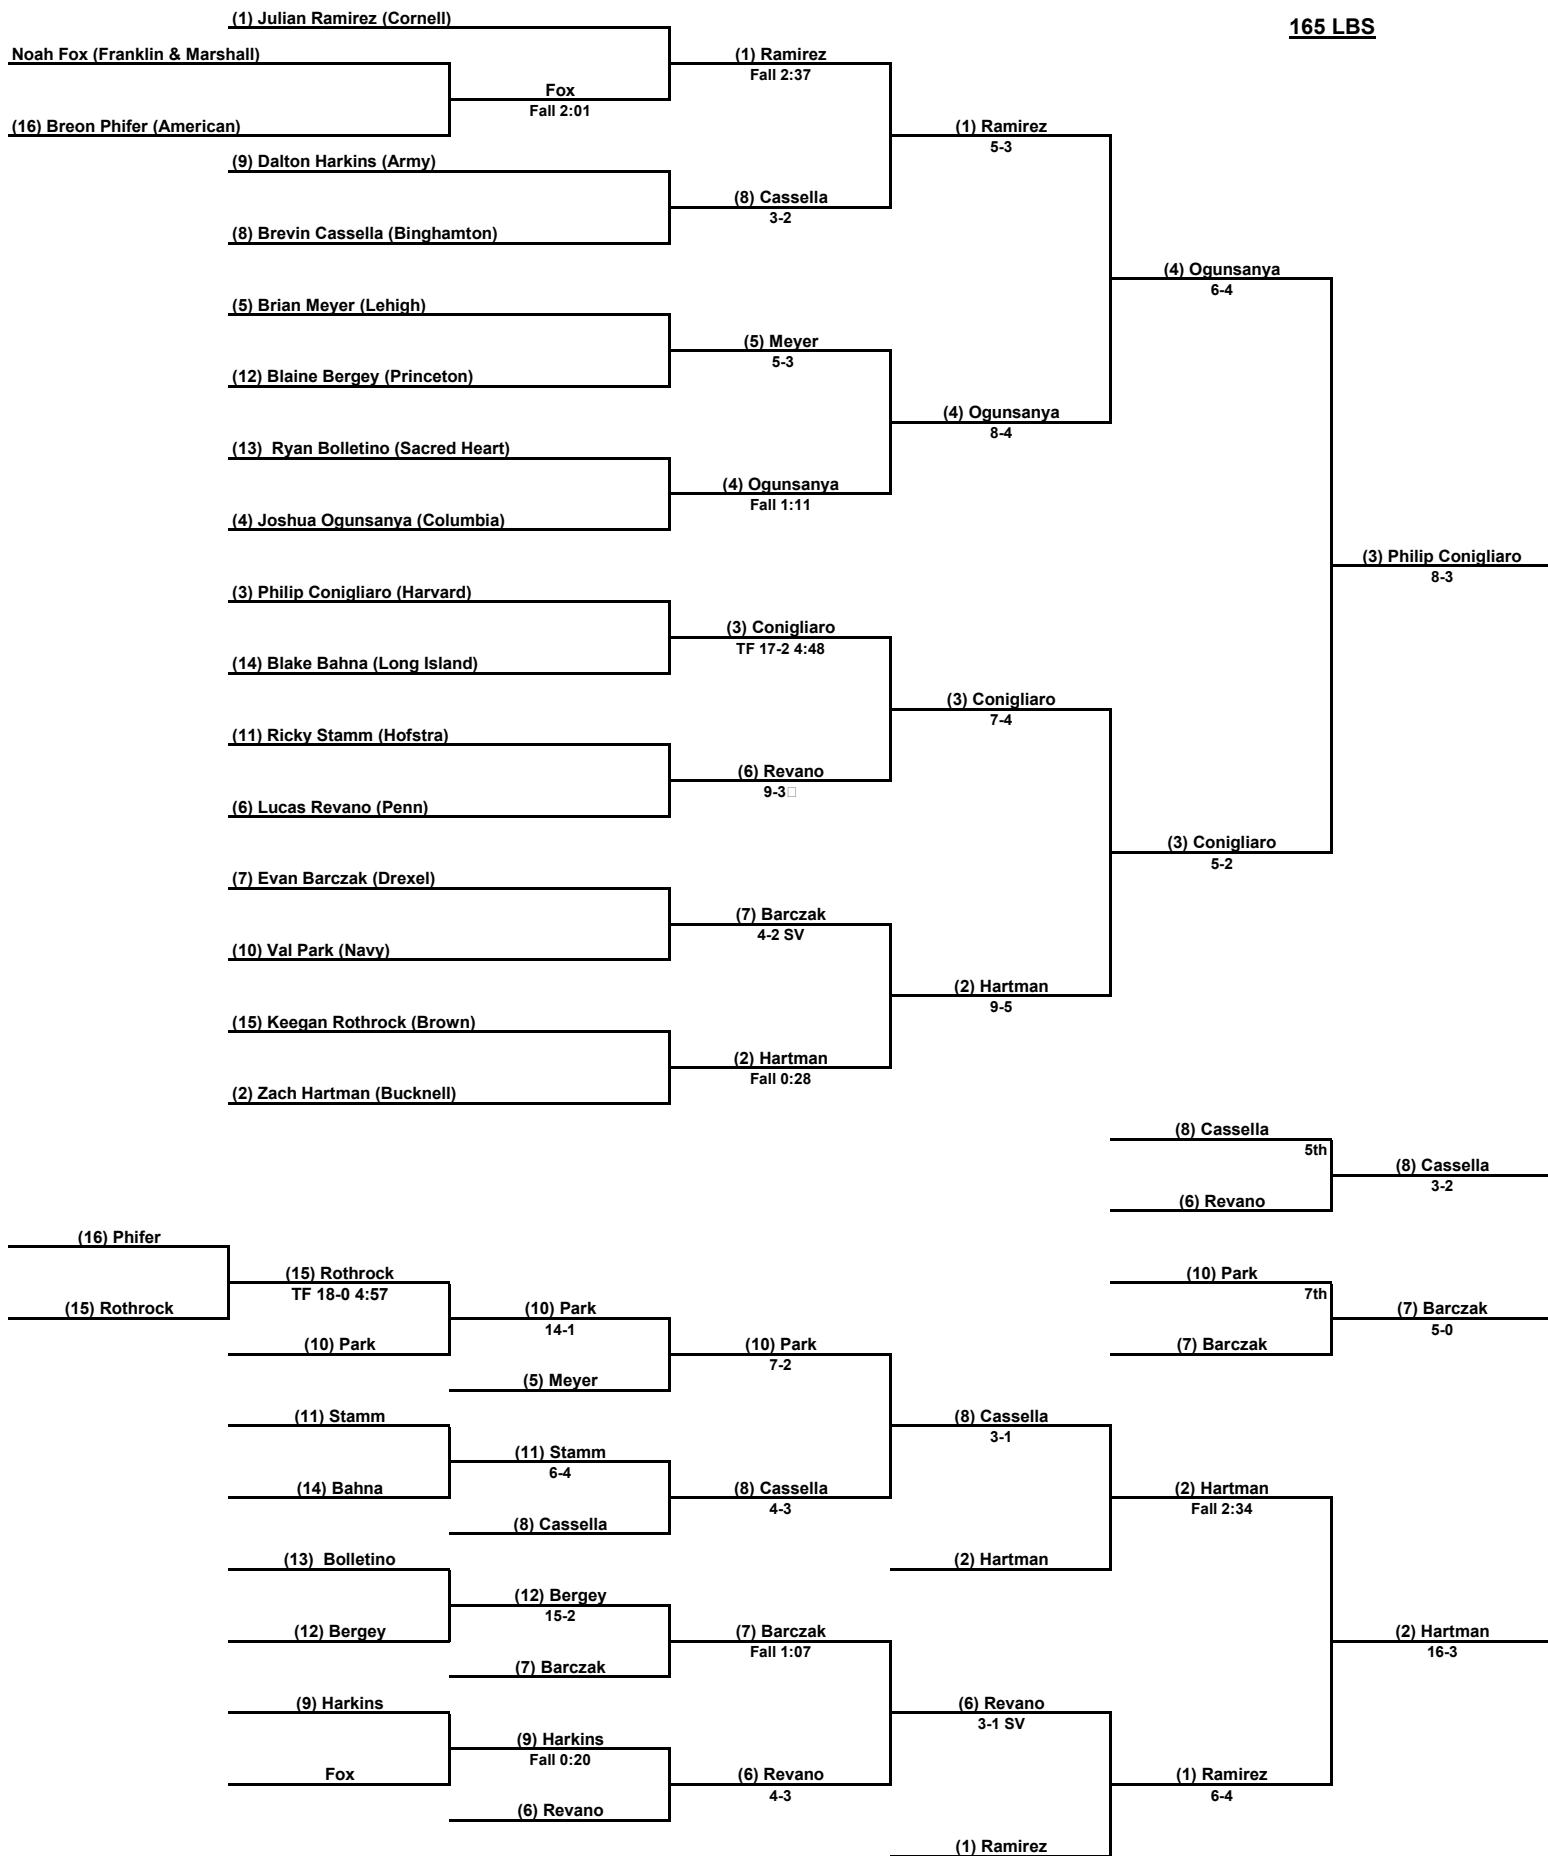 (1) Julian Ramirez (Cornell)
165 LBS
Noah Fox (Franklin & Marshall)
(1) Ramirez
Fall 2:37
Fox
Fall 2:01
(16) Breon Phifer (American)
(1) Ramirez
5-3
(9) Dalton Harkins (Army)
(8) Cassella
3-2
(8) Brevin Cassella (Binghamton)
(4) Ogunsanya
6-4
(5) Brian Meyer (Lehigh)
(5) Meyer
5-3
(12) Blaine Bergey (Princeton)
(4) Ogunsanya
8-4
(13) Ryan Bolletino (Sacred Heart)
(4) Ogunsanya
Fall 1:11
(4) Joshua Ogunsanya (Columbia)
(3) Philip Conigliaro
8-3
(3) Philip Conigliaro (Harvard)
(3) Conigliaro
TF 17-2 4:48
(14) Blake Bahna (Long Island)
(3) Conigliaro
7-4
(11) Ricky Stamm (Hofstra)
(6) Revano
9-3
(6) Lucas Revano (Penn)
(3) Conigliaro
5-2
(7) Evan Barczak (Drexel)
(7) Barczak
4-2 SV
(10) Val Park (Navy)
(2) Hartman
9-5
(15) Keegan Rothrock (Brown)
(2) Hartman
Fall 0:28
(2) Zach Hartman (Bucknell)
(8) Cassella
5th
(8) Cassella
3-2
(6) Revano
(16) Phifer
(15) Rothrock
TF 18-0 4:57
(10) Park
7th
(15) Rothrock
(10) Park
14-1
(7) Barczak
5-0
(10) Park
(10) Park
7-2
(7) Barczak
(5) Meyer
(11) Stamm
(8) Cassella
3-1
(11) Stamm
6-4
(14) Bahna
(8) Cassella
4-3
(2) Hartman
Fall 2:34
(8) Cassella
(13) Bolletino
(2) Hartman
(12) Bergey
15-2
(12) Bergey
(7) Barczak
Fall 1:07
(2) Hartman
16-3
(7) Barczak
(9) Harkins
(6) Revano
3-1 SV
(9) Harkins
Fall 0:20
Fox
(6) Revano
4-3
(1) Ramirez
6-4
(6) Revano
(1) Ramirez